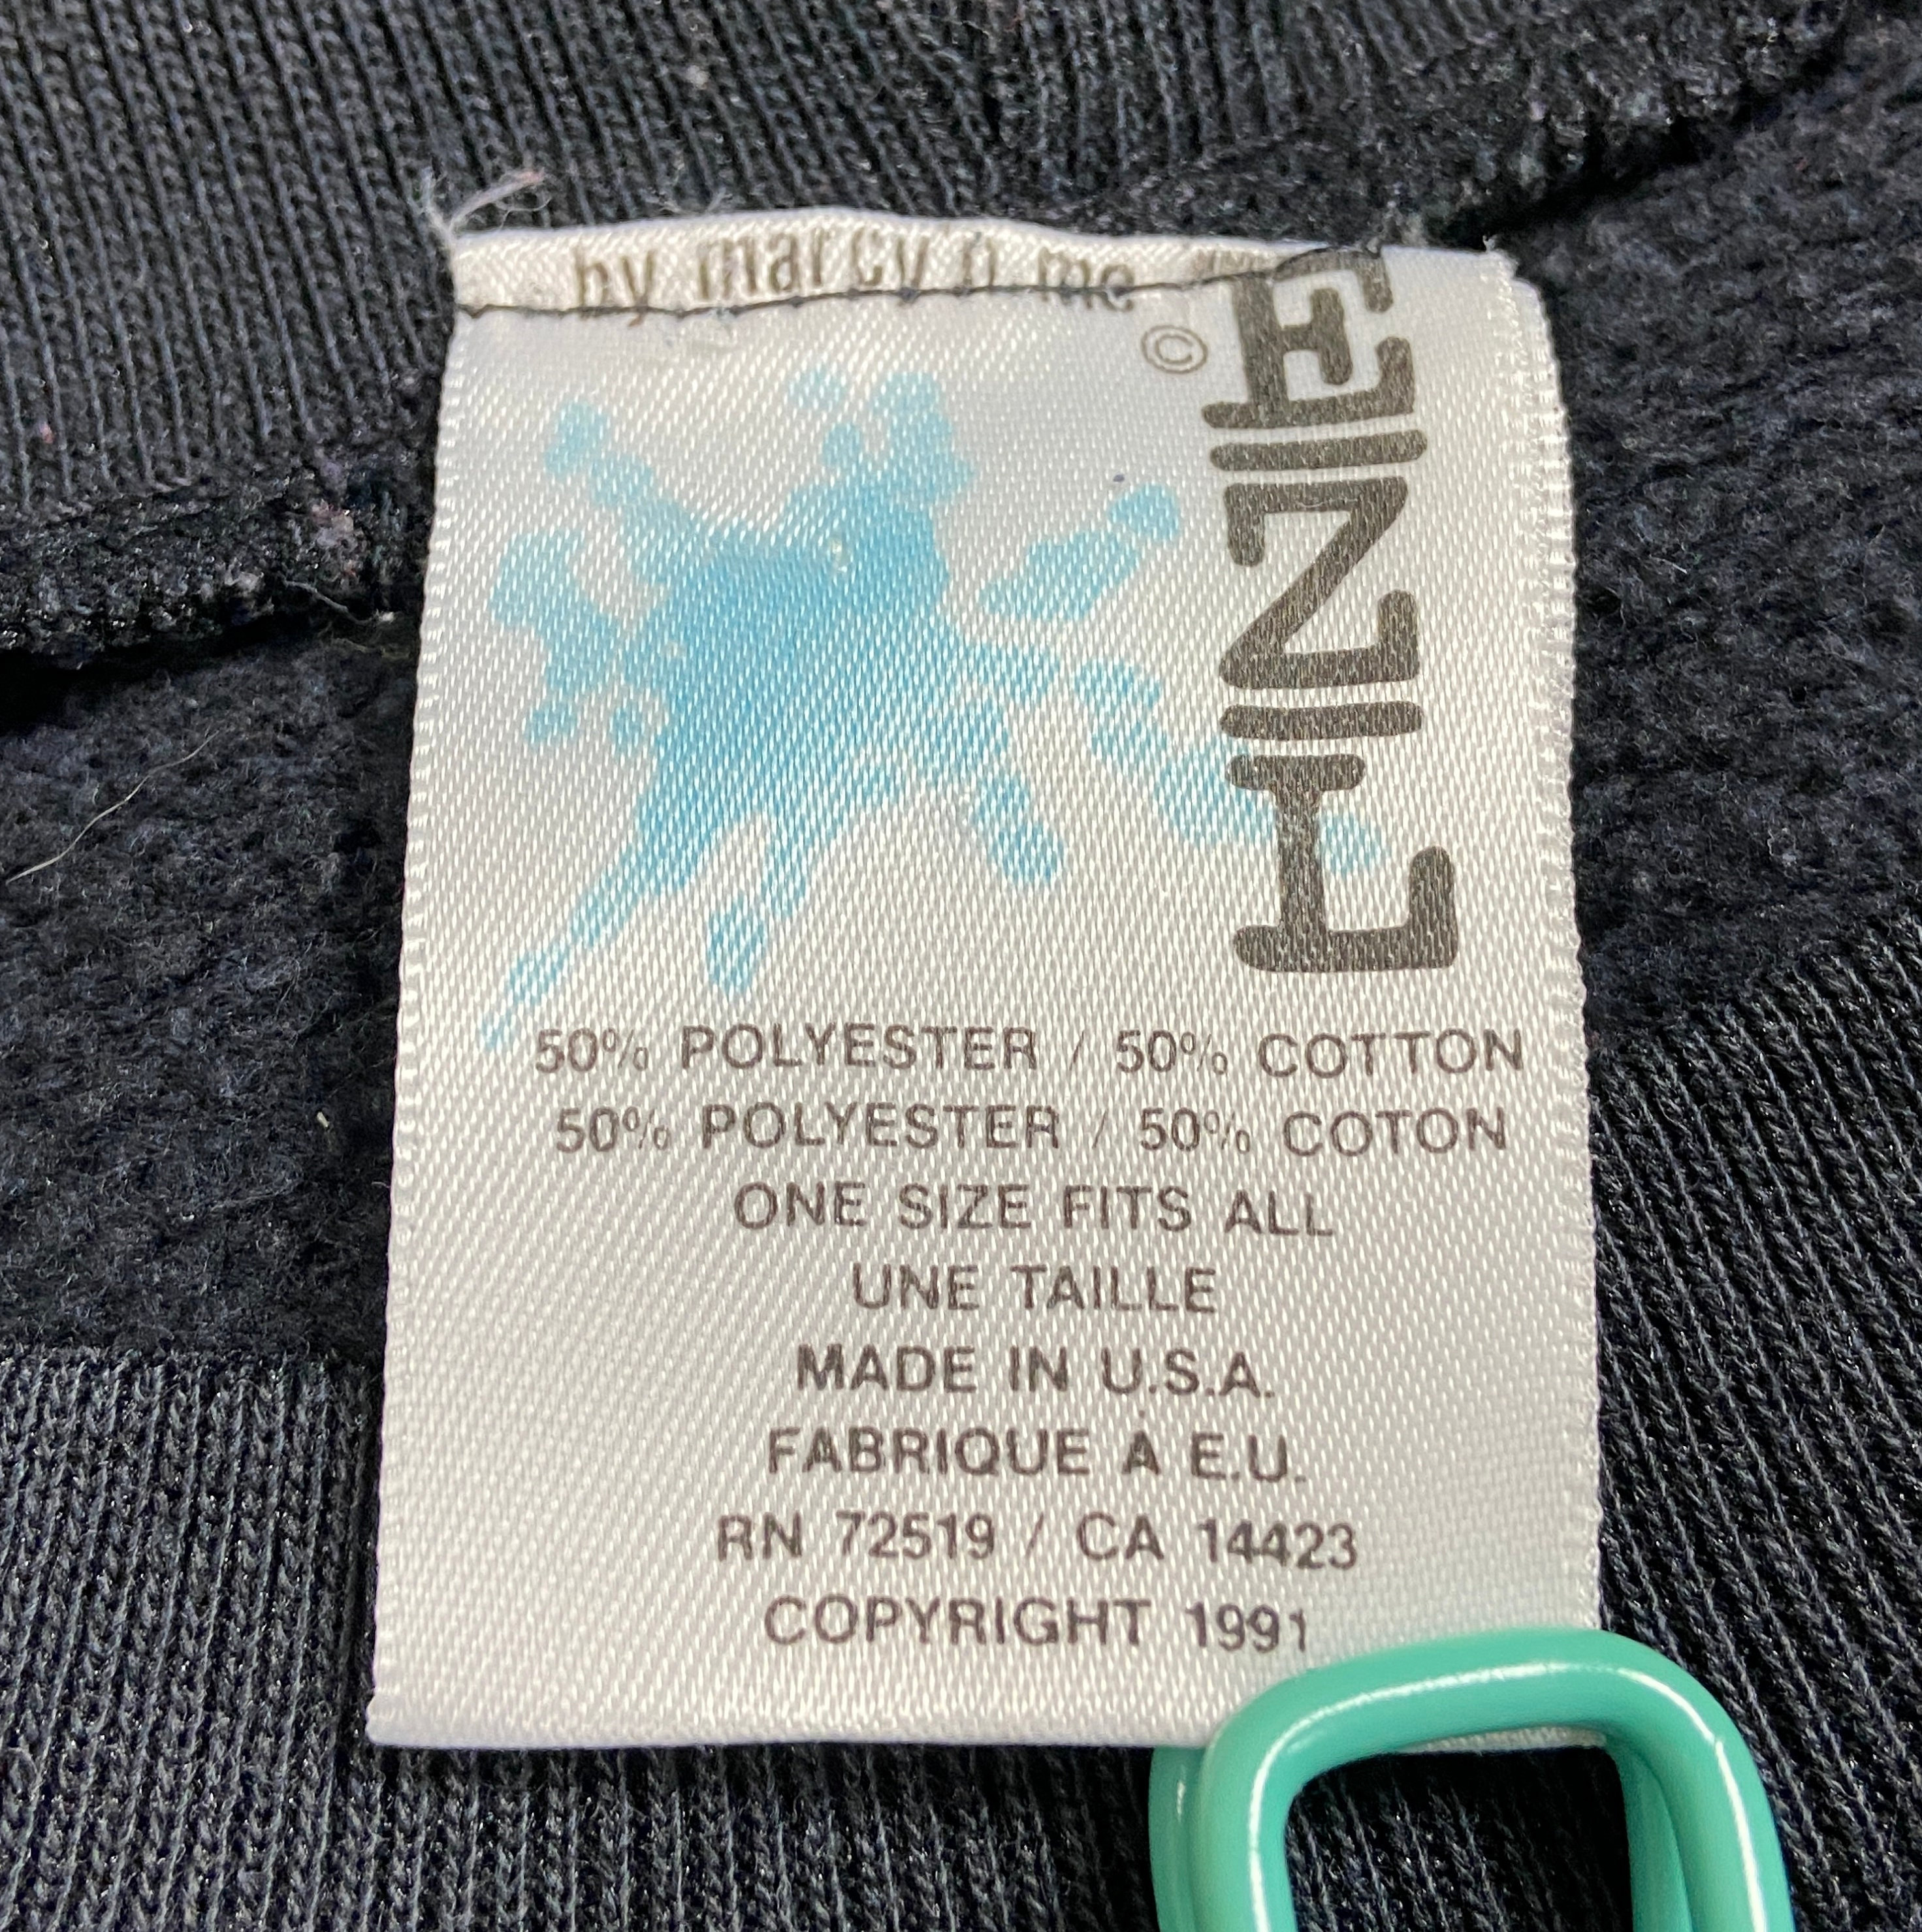 by marcy n me
©
E
Z
L
50% POLYESTER / 50% COTTON
50% POLYESTER / 50% COTON
ONE SIZE FITS ALL
UNE TAILLE
MADE IN U.S.A.
FABRIQUE À E.U.
RN 72519 / CA 14423
COPYRIGHT 1991